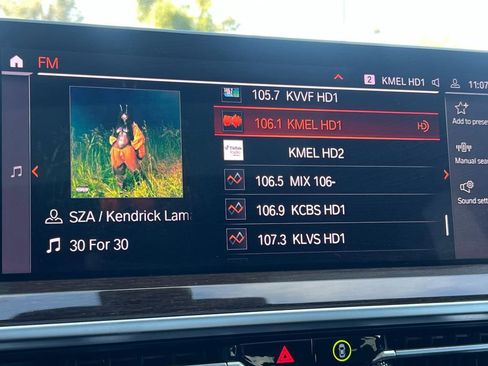 FM
2 KMEL HD1
11:07
105.7 KVVF HD1
106.1 KMEL HD1
KMEL HD2
106.5 MIX 106-
106.9 KCBS HD1
107.3 KLVS HD1
SZA / Kendrick Lam
30 For 30
Add to prese
Manual sear
Sound set